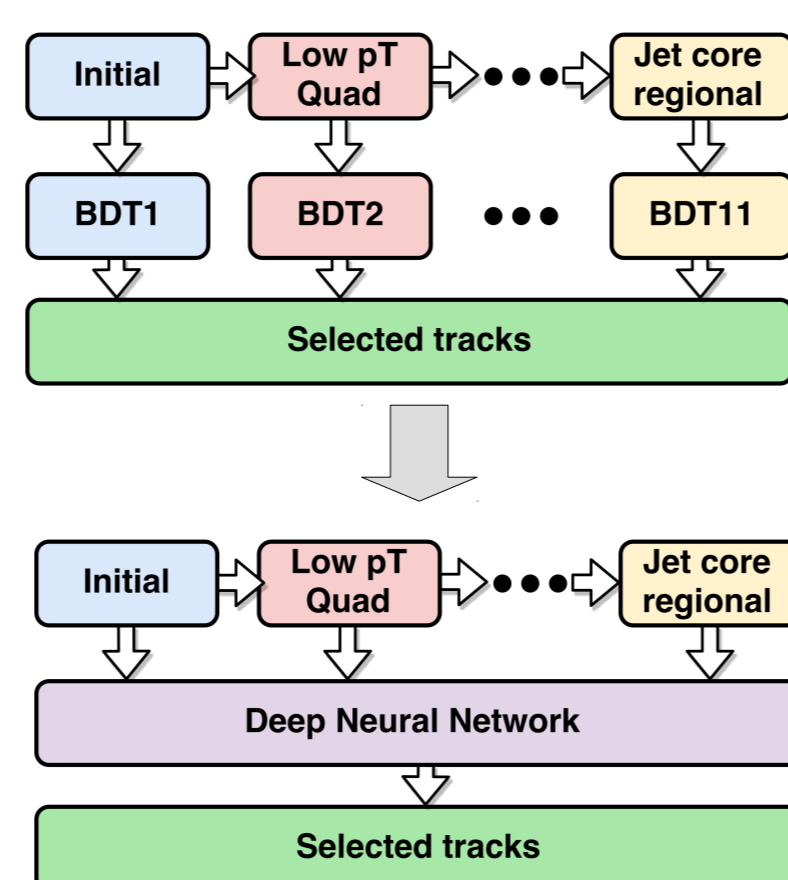 Initial
Low pT
Quad
Jet core
regional
BDT1
BDT2
BDT11
Selected tracks
Initial
Low pT
Quad
Jet core
regional
Deep Neural Network
Selected tracks